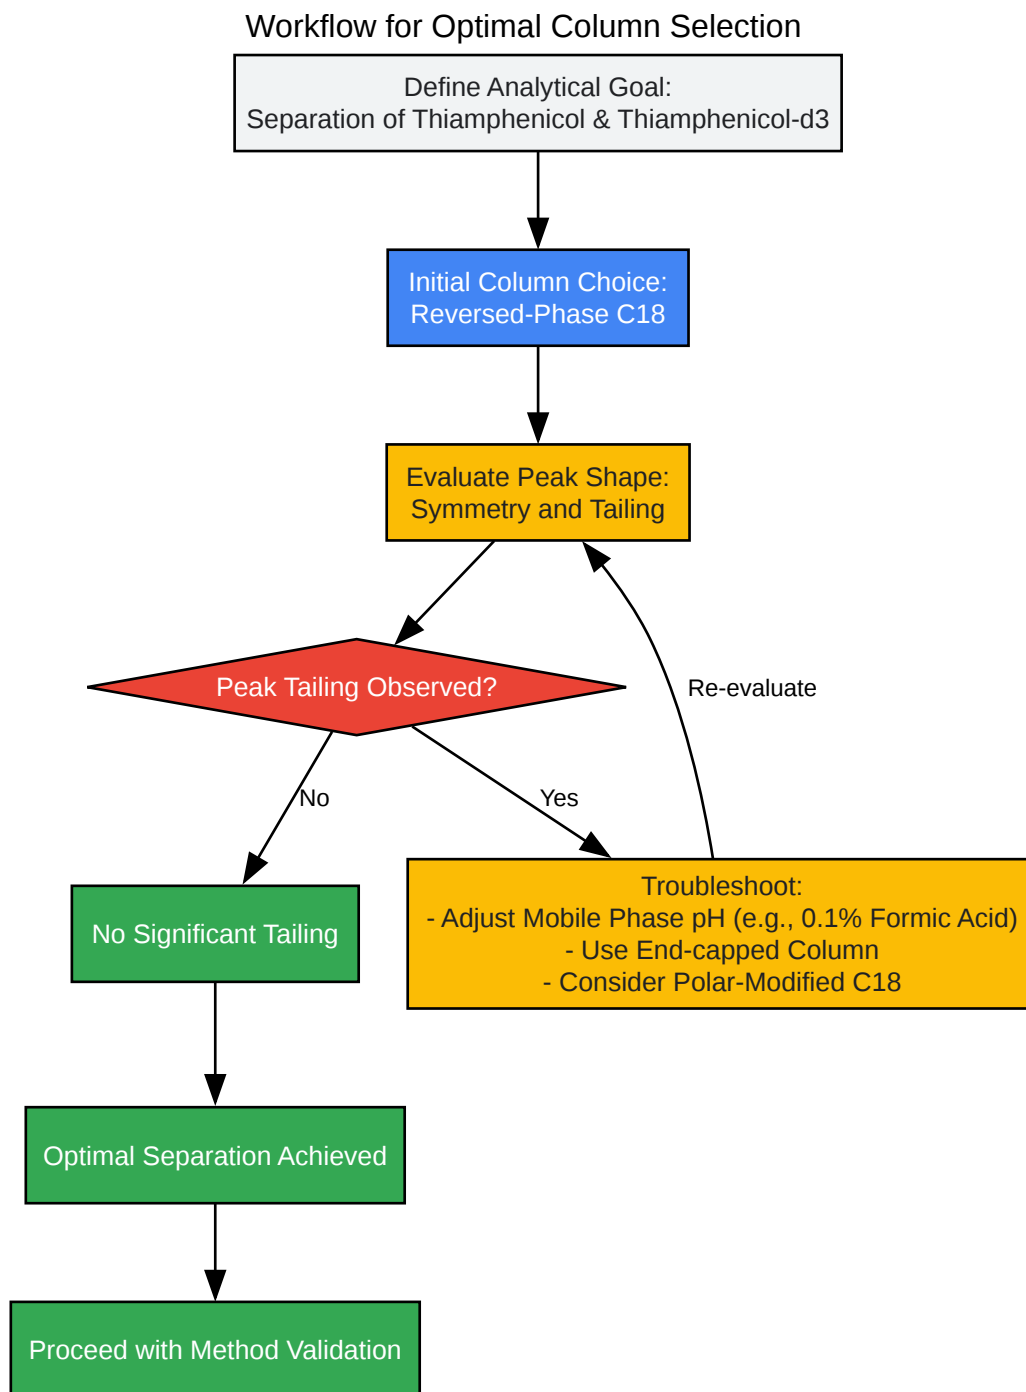 Workflow for Optimal Column Selection
Define Analytical Goal:
Separation of Thiamphenicol & Thiamphenicol-d3
Initial Column Choice:
Reversed-Phase C18
Evaluate Peak Shape:
Symmetry and Tailing
Peak Tailing Observed?
Re-evaluate
No
Yes
Troubleshoot:
- Adjust Mobile Phase pH (e.g., 0.1% Formic Acid)
- Use End-capped Column
- Consider Polar-Modified C18
No Significant Tailing
Optimal Separation Achieved
Proceed with Method Validation